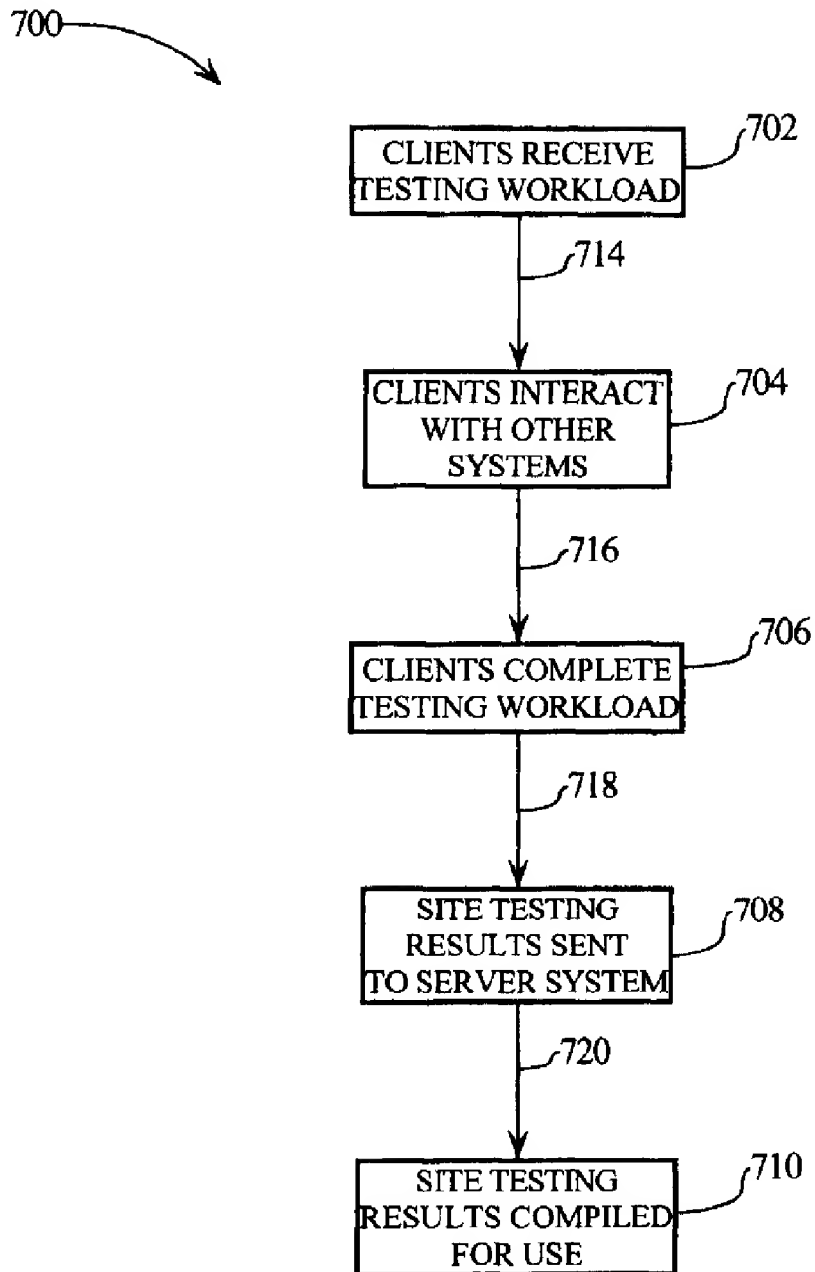 700
CLIENTS RECEIVE
TESTING WORKLOAD
702
714
CLIENTS INTERACT
WITH OTHER
SYSTEMS
704
716
CLIENTS COMPLETE
TESTING WORKLOAD
706
718
SITE TESTING
RESULTS SENT
TO SERVER SYSTEM
708
720
SITE TESTING
RESULTS COMPILED
FOR USE
710